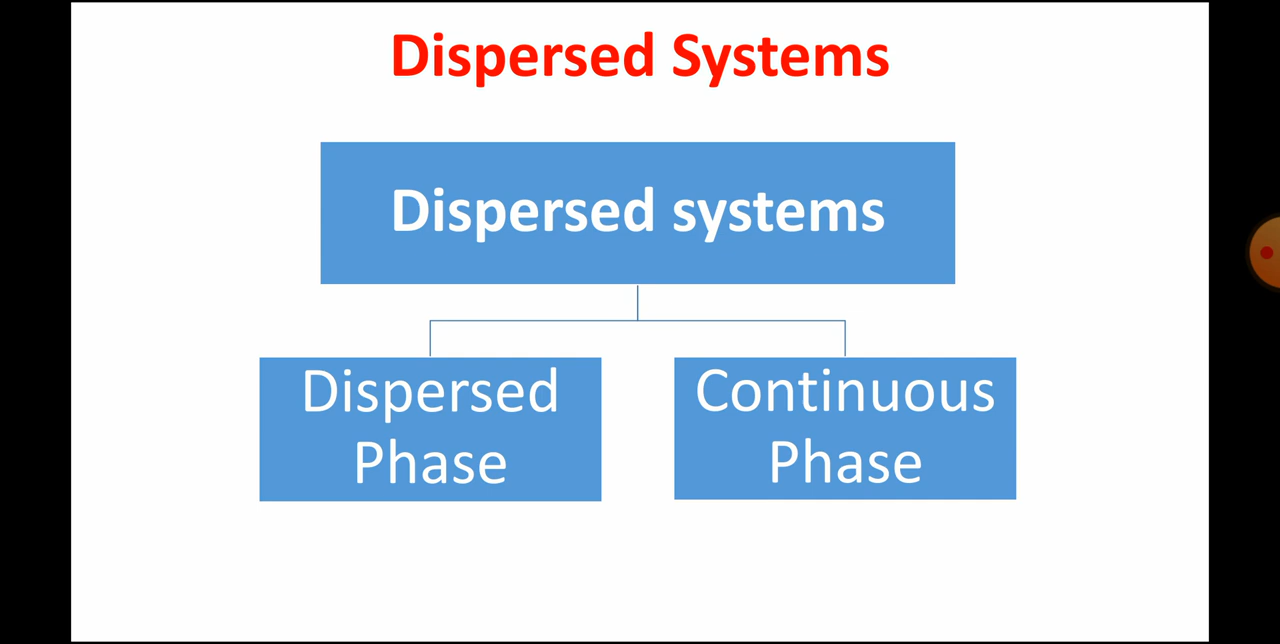 Dispersed Systems
Dispersed systems
Dispersed
Phase
Continuous
Phase